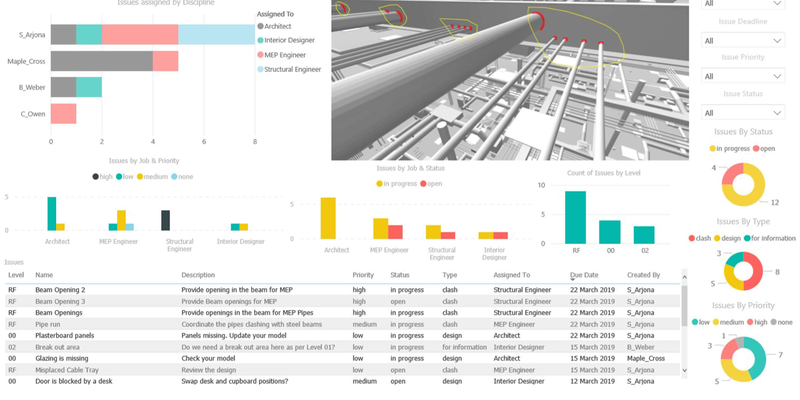 Issues assigned by Discipline
Assigned To
Architect
Interior Designer
MEP Engineer
Structural Engineer
S_Arjona
Maple_Cross
B_Weber
C_Owen
0 2 4 6 8
Issue Deadline
All
Issue Priority
All
Issue Status
All
Issues By Status
in progress open
4
12
Issues by Job & Priority
high low medium none
5
0
Architect
MEP Engineer
Structural Engineer
Interior Designer
Issues by Job & Status
in progress open
5
0
Architect
MEP Engineer
Structural Engineer
Interior Designer
Count of Issues by Level
10
5
0
RF 00 02
Issues By Type
clash design for information
3
8
5
Issues By Priority
low medium high none
1
3
7
5
Issues
Level Name Description Priority Status Type Assigned To Due Date Created By
RF Beam Opening 2 Provide opening in the beam for MEP high in progress clash Structural Engineer 22 March 2019 S_Arjona
RF Beam Opening 3 Provide Beam openings for MEP high open clash Structural Engineer 22 March 2019 S_Arjona
RF Beam Openings Provide openings in the beam for MEP Pipes high in progress clash Structural Engineer 22 March 2019 S_Arjona
RF Pipe run Coordinate the pipes clashing with steel beams medium in progress clash MEP Engineer 22 March 2019 S_Arjona
00 Plasterboard panels Panels missing. Update your model low in progress design Architect 22 March 2019 S_Arjona
02 Break out area Do we need a break out area here as per Level 01? low in progress for information Interior Designer 15 March 2019 B_Weber
00 Glazing is missing Check your model low in progress design Architect 15 March 2019 Maple_Cross
RF Misplaced Cable Tray Review the design low open clash MEP Engineer 15 March 2019 S_Arjona
00 Door is blocked by a desk Swap desk and cupboard positions? medium open design Interior Designer 12 March 2019 S_Arjona